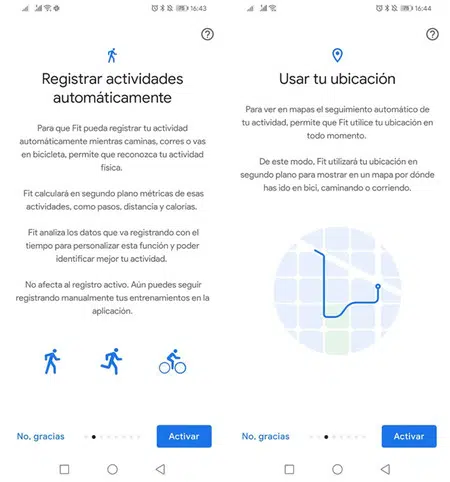 16:43
Registrar actividades
automáticamente
Para que Fit pueda registrar tu actividad
automáticamente mientras caminas, corres o vas
en bicicleta, permite que reconozca tu actividad
física.
Fit calculará en segundo plano métricas de esas
actividades, como pasos, distancia y calorías.
Fit analiza los datos que va registrando con el
tiempo para personalizar esta función y poder
identificar mejor tu actividad.
No afecta al registro activo. Aún puedes seguir
registrando manualmente tus entrenamientos en la
aplicación.
No, gracias
Activar
16:44
Usar tu ubicación
Para ver en mapas el seguimiento automático de
tu actividad, permite que Fit utilice tu ubicación en
todo momento.
De este modo, Fit utilizará tu ubicación en
segundo plano para mostrar en un mapa por dónde
has ido en bici, caminando o corriendo.
No, gracias
Activar